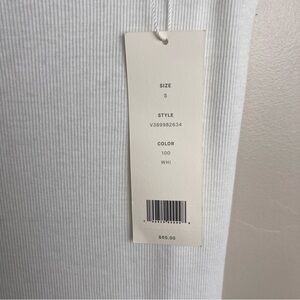 SIZE
S
STYLE
V389982634
COLOR
100
WHI
$65.00